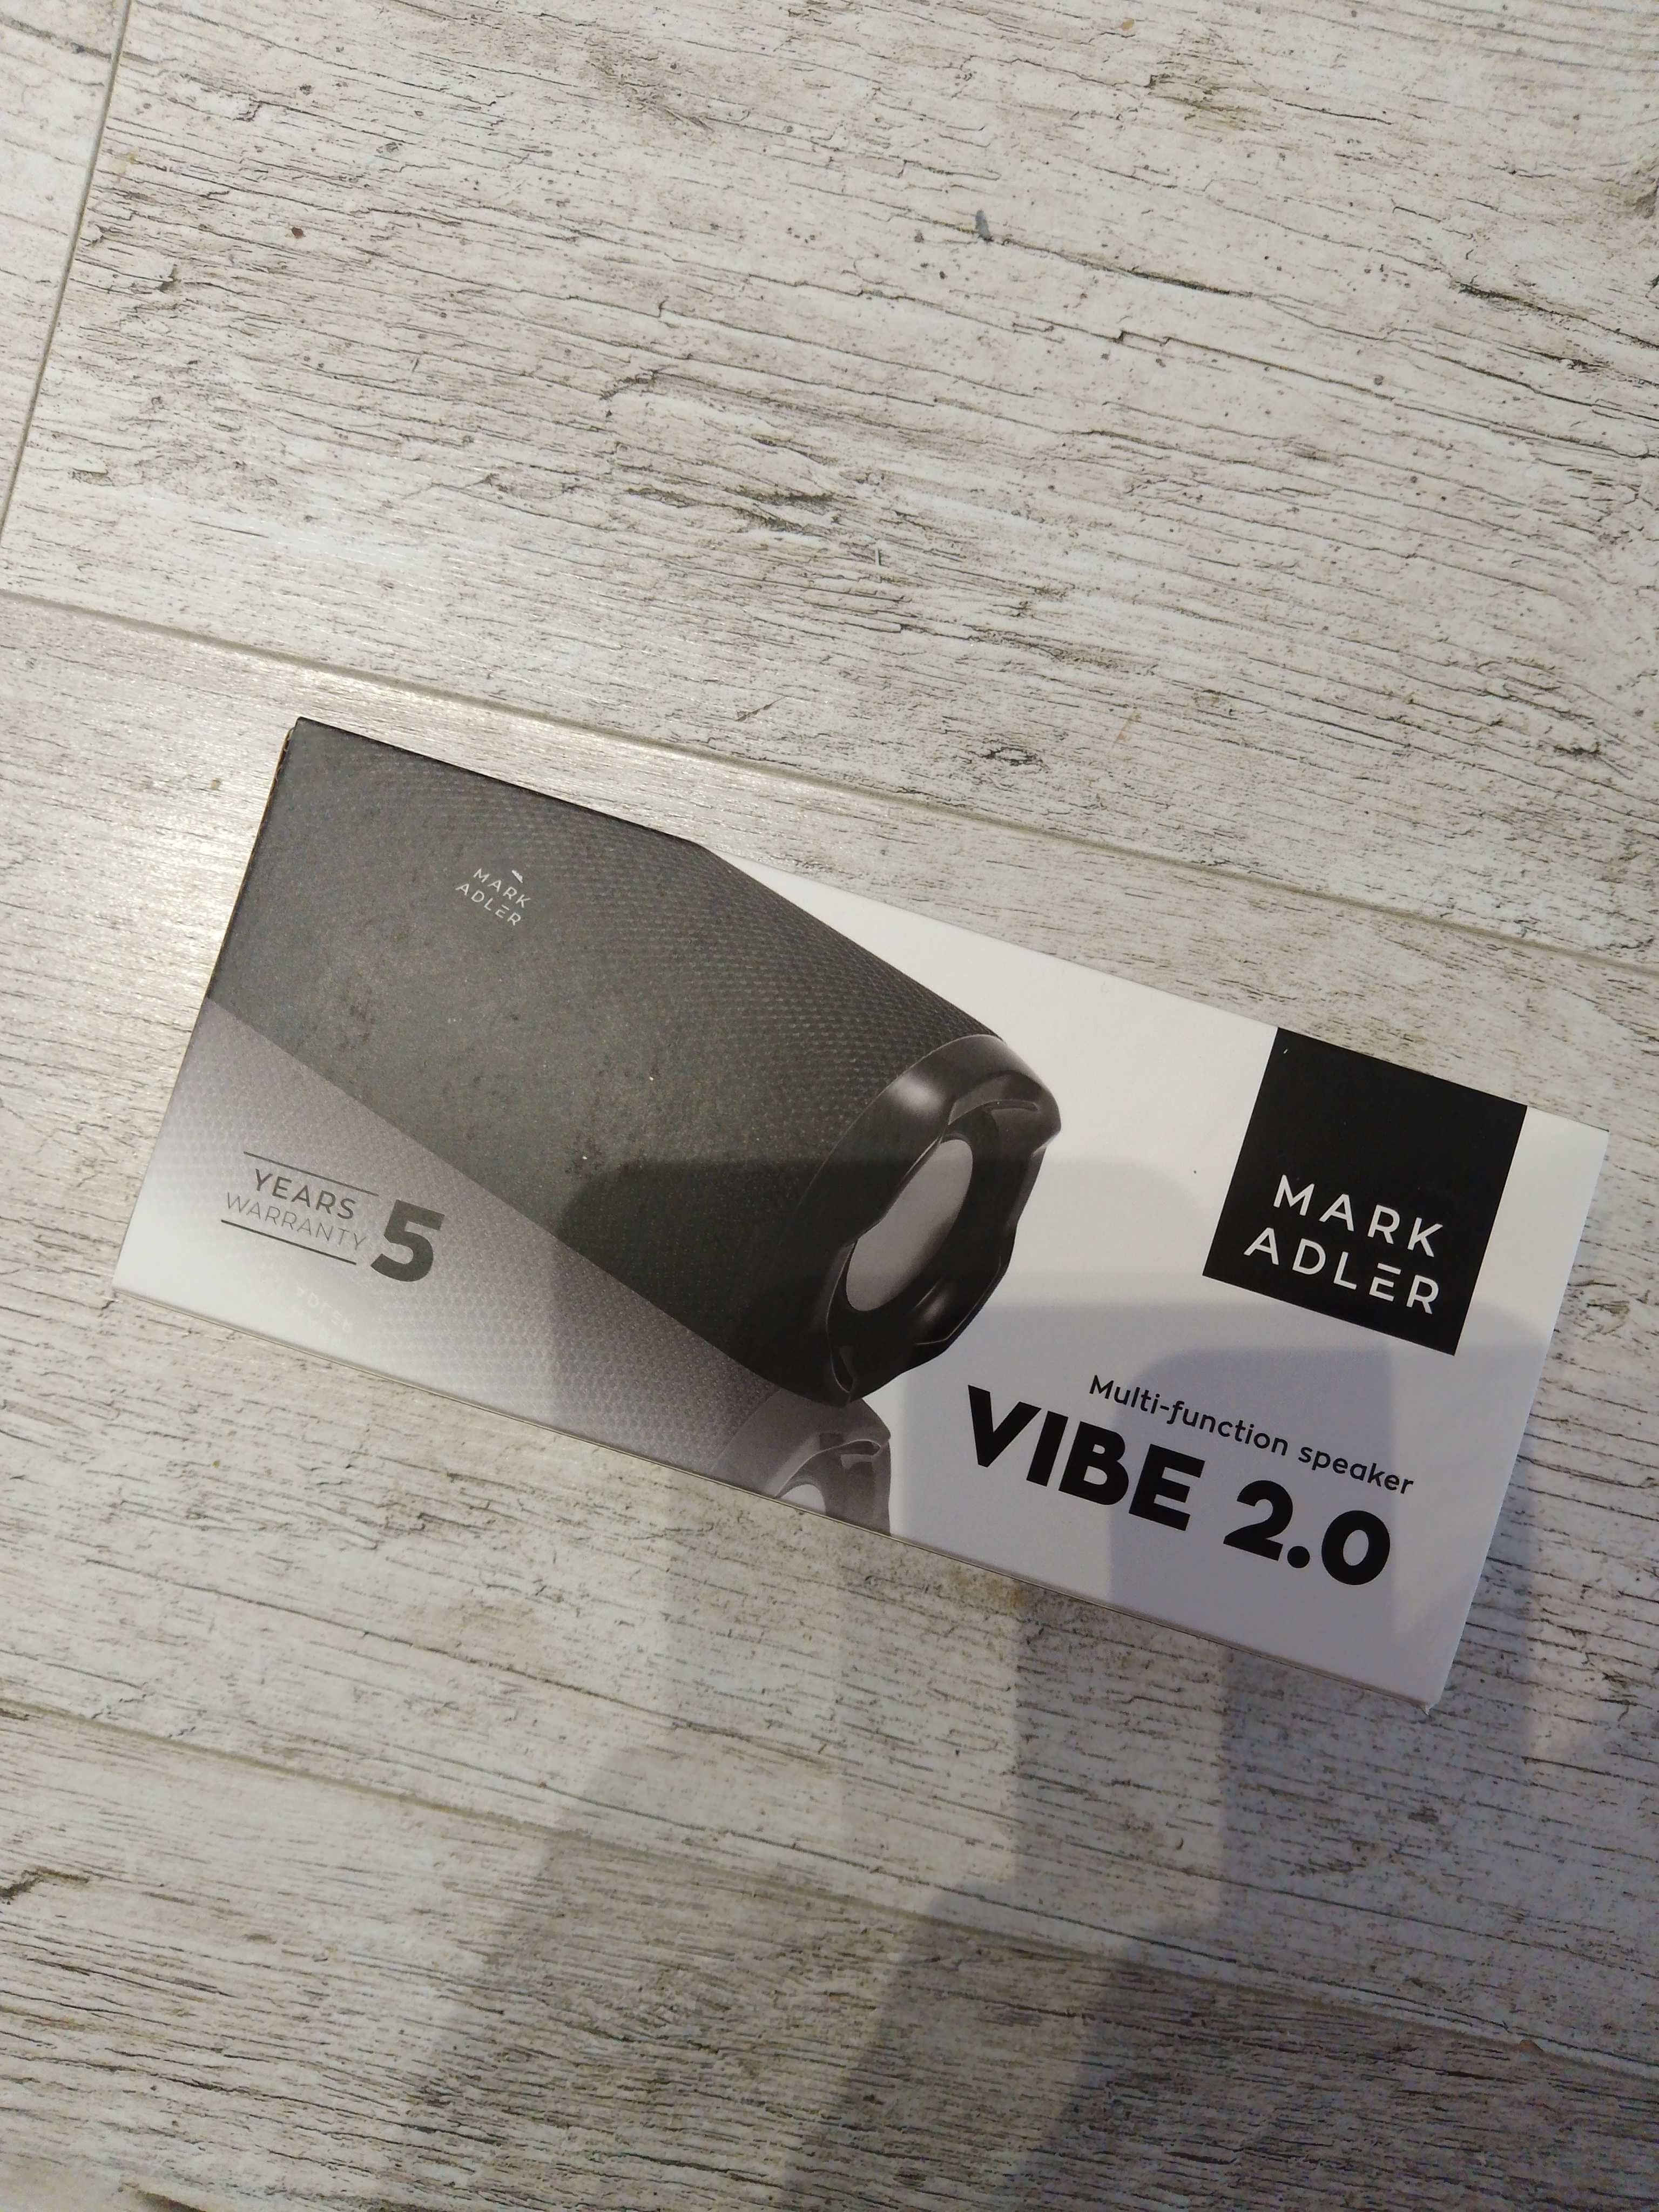 MARK
ADLER
YEARS
WARRANTY
5
MARK
ADLER
Multi-function speaker
VIBE 2.0